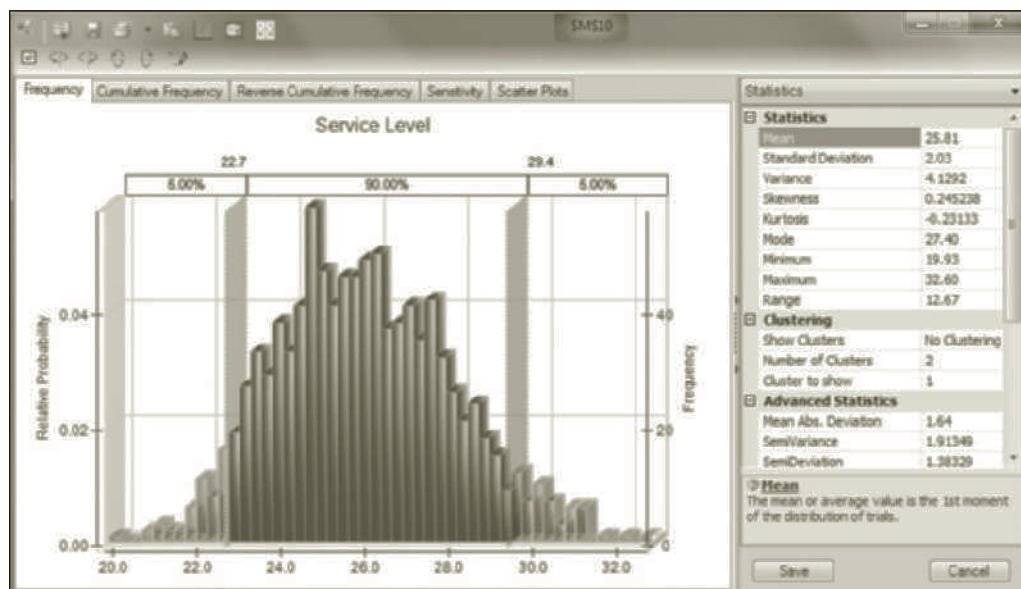 $M$10
Frequency Cumulative Frequency Reverse Cumulative Frequency Sensitivity Scatter Plots
Service Level
22.7 29.4
5.00% 90.00% 5.00%
Relative Probability
0.04
0.02
0.00
Frequency
40
20
0
20.0 22.0 24.0 26.0 28.0 30.0 32.0
Statistics
Statistics
Mean 25.81
Standard Deviation 2.03
Variance 4.1292
Skewness 0.245238
Kurtosis -0.23133
Mode 27.40
Minimum 19.93
Maximum 32.60
Range 12.67
Clustering
Show Clusters No Clustering
Number of Clusters 2
Cluster to show 1
Advanced Statistics
Mean Abs. Deviation 1.64
SemiVariance 1.91349
SemiDeviation 1.38329
Mean
The mean or average value is the 1st moment
of the distribution of trials.
Save Cancel